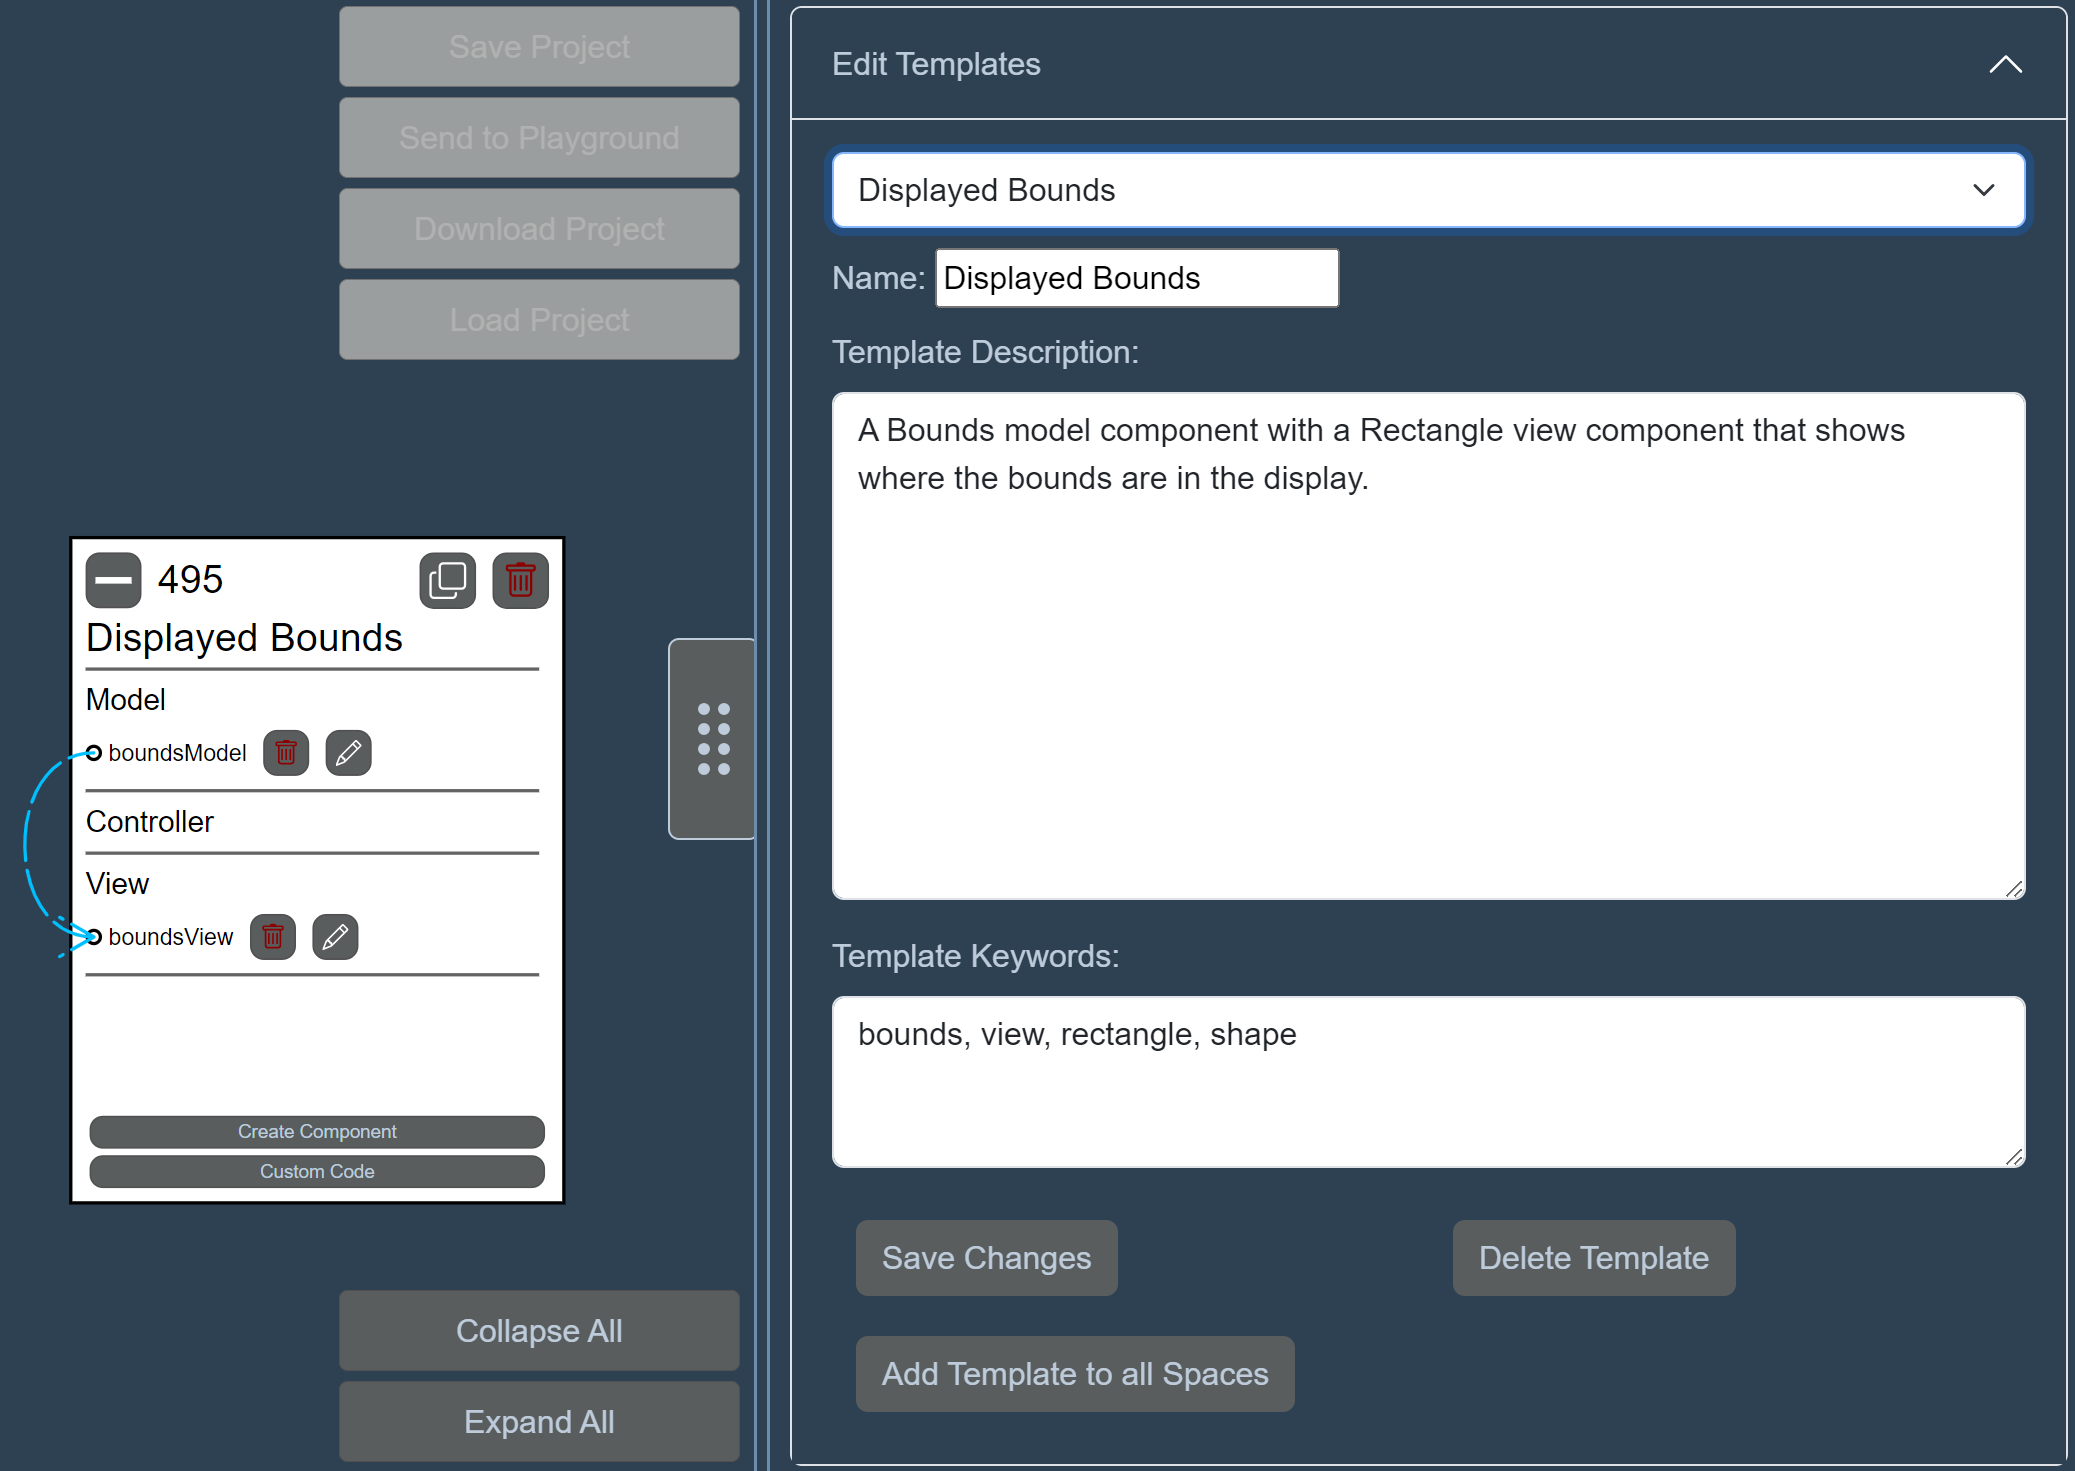 Save Project
Send to Playground
Download Project
Load Project
495
Displayed Bounds
Model
boundsModel
Controller
View
boundsView
Create Component
Custom Code
Collapse All
Expand All
Edit Templates
Displayed Bounds
Name: Displayed Bounds
Template Description:
A Bounds model component with a Rectangle view component that shows
where the bounds are in the display.
Template Keywords:
bounds, view, rectangle, shape
Save Changes
Delete Template
Add Template to all Spaces